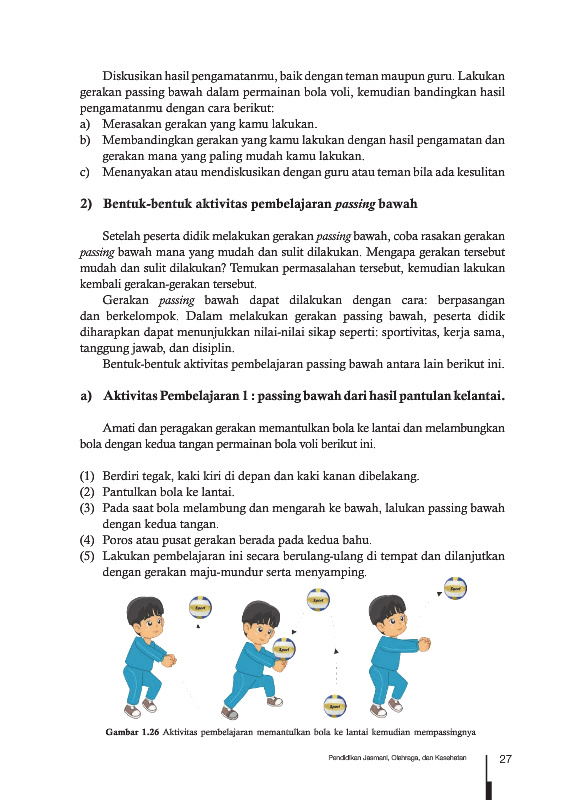 Diskusikan hasil pengamatanmu, baik dengan teman maupun guru. Lakukan
gerakan passing bawah dalam permainan bola voli, kemudian bandingkan hasil
pengamatanmu dengan cara berikut:
a) Merasakan gerakan yang kamu lakukan.
b) Membandingkan gerakan yang kamu lakukan dengan hasil pengamatan dan
gerakan mana yang paling mudah kamu lakukan.
c) Menanyakan atau mendiskusikan dengan guru atau teman bila ada kesulitan
2) Bentuk-bentuk aktivitas pembelajaran passing bawah
Setelah peserta didik melakukan gerakan passing bawah, coba rasakan gerakan
passing bawah mana yang mudah dan sulit dilakukan. Mengapa gerakan tersebut
mudah dan sulit dilakukan? Temukan permasalahan tersebut, kemudian lakukan
kembali gerakan-gerakan tersebut.
Gerakan passing bawah dapat dilakukan dengan cara: berpasangan
dan berkelompok. Dalam melakukan gerakan passing bawah, peserta didik
diharapkan dapat menunjukkan nilai-nilai sikap seperti: sportivitas, kerja sama,
tanggung jawab, dan disiplin.
Bentuk-bentuk aktivitas pembelajaran passing bawah antara lain berikut ini.
a) Aktivitas Pembelajaran 1 : passing bawah dari hasil pantulan kelantai.
Amati dan peragakan gerakan memantulkan bola ke lantai dan melambungkan
bola dengan kedua tangan permainan bola voli berikut ini.
(1) Berdiri tegak, kaki kiri di depan dan kaki kanan dibelakang.
(2) Pantulkan bola ke lantai.
(3) Pada saat bola melambung dan mengarah ke bawah, lalukan passing bawah
dengan kedua tangan.
(4) Poros atau pusat gerakan berada pada kedua bahu.
(5) Lakukan pembelajaran ini secara berulang-ulang di tempat dan dilanjutkan
dengan gerakan maju-mundur serta menyamping.
Sport
Sport
Sport
Sport
Sport
Gambar 1.26 Aktivitas pembelajaran memantulkan bola ke lantai kemudian mempassingnya
Pendidikan Jasmani, Olahraga, dan Kesehatan 27